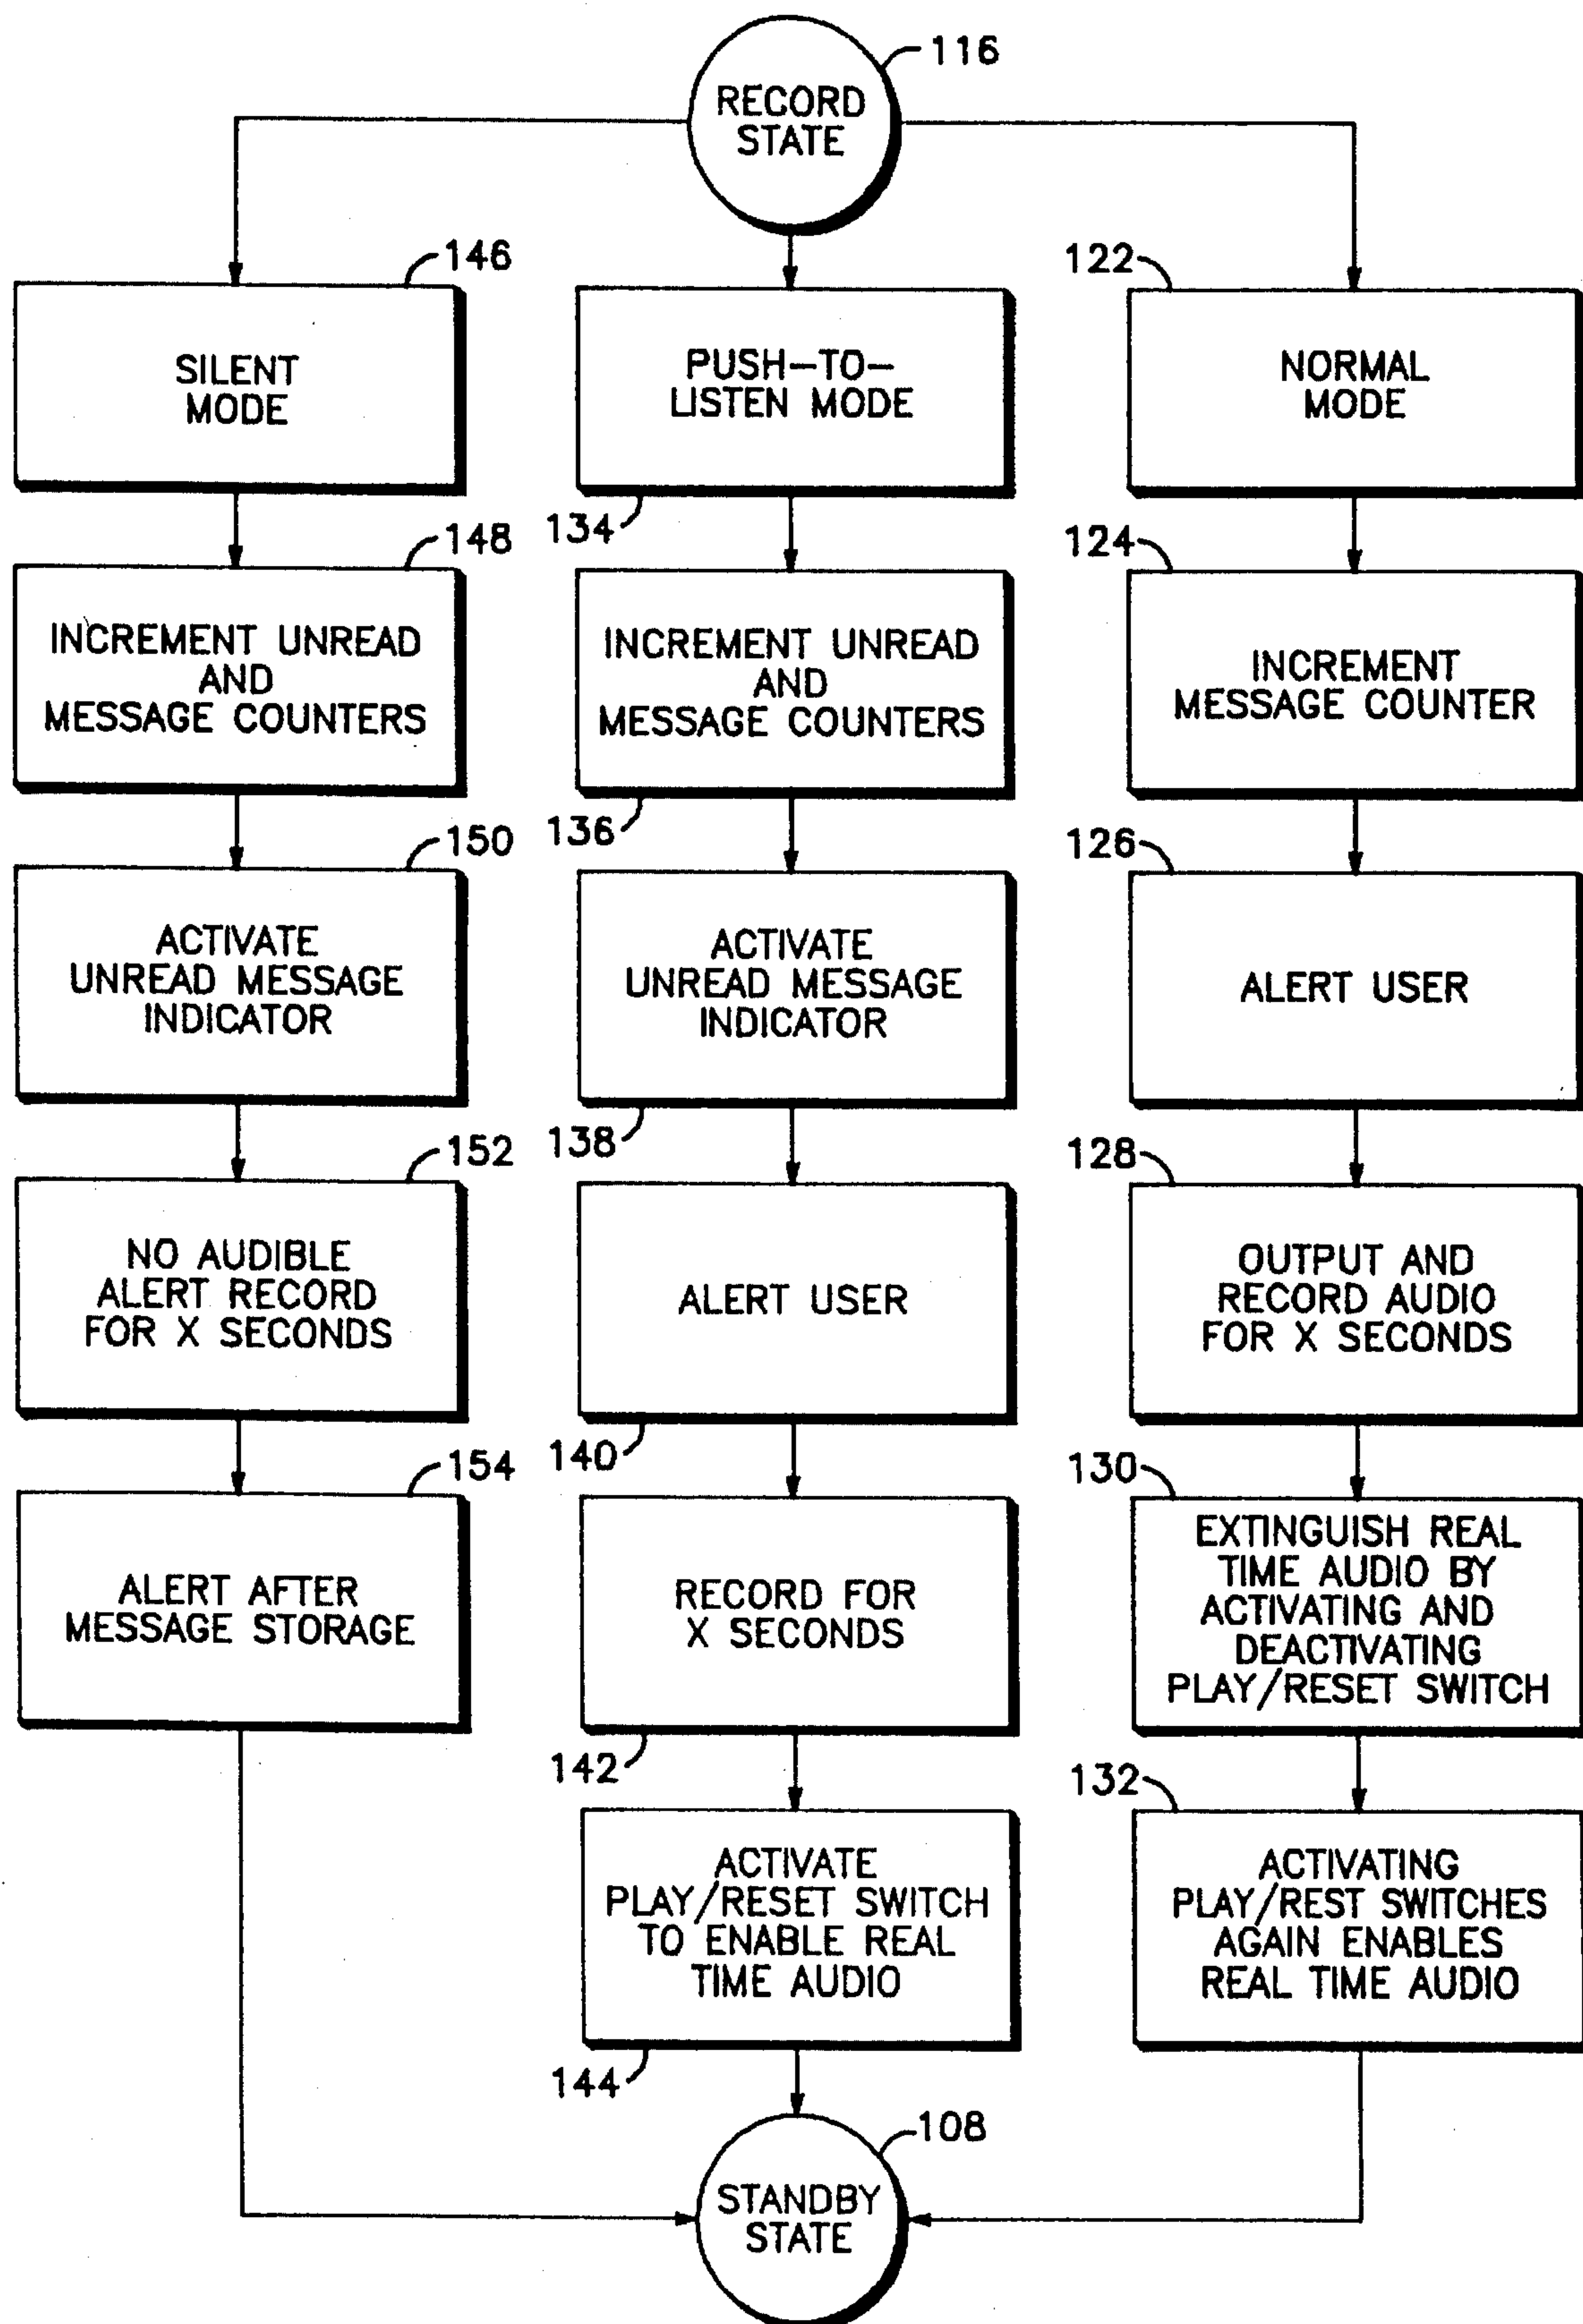 116
RECORD
STATE
146
SILENT
MODE
148
INCREMENT UNREAD
AND
MESSAGE COUNTERS
150
ACTIVATE
UNREAD MESSAGE
INDICATOR
152
NO AUDIBLE
ALERT RECORD
FOR X SECONDS
154
ALERT AFTER
MESSAGE STORAGE
PUSH-TO-
LISTEN MODE
134
INCREMENT UNREAD
AND
MESSAGE COUNTERS
136
ACTIVATE
UNREAD MESSAGE
INDICATOR
138
ALERT USER
140
RECORD FOR
X SECONDS
142
ACTIVATE
PLAY/RESET SWITCH
TO ENABLE REAL
TIME AUDIO
144
122
NORMAL
MODE
124
INCREMENT
MESSAGE COUNTER
126
ALERT USER
128
OUTPUT AND
RECORD AUDIO
FOR X SECONDS
130
EXTINGUISH REAL
TIME AUDIO BY
ACTIVATING AND
DEACTIVATING
PLAY/RESET SWITCH
132
ACTIVATING
PLAY/REST SWITCHES
AGAIN ENABLES
REAL TIME AUDIO
108
STANDBY
STATE